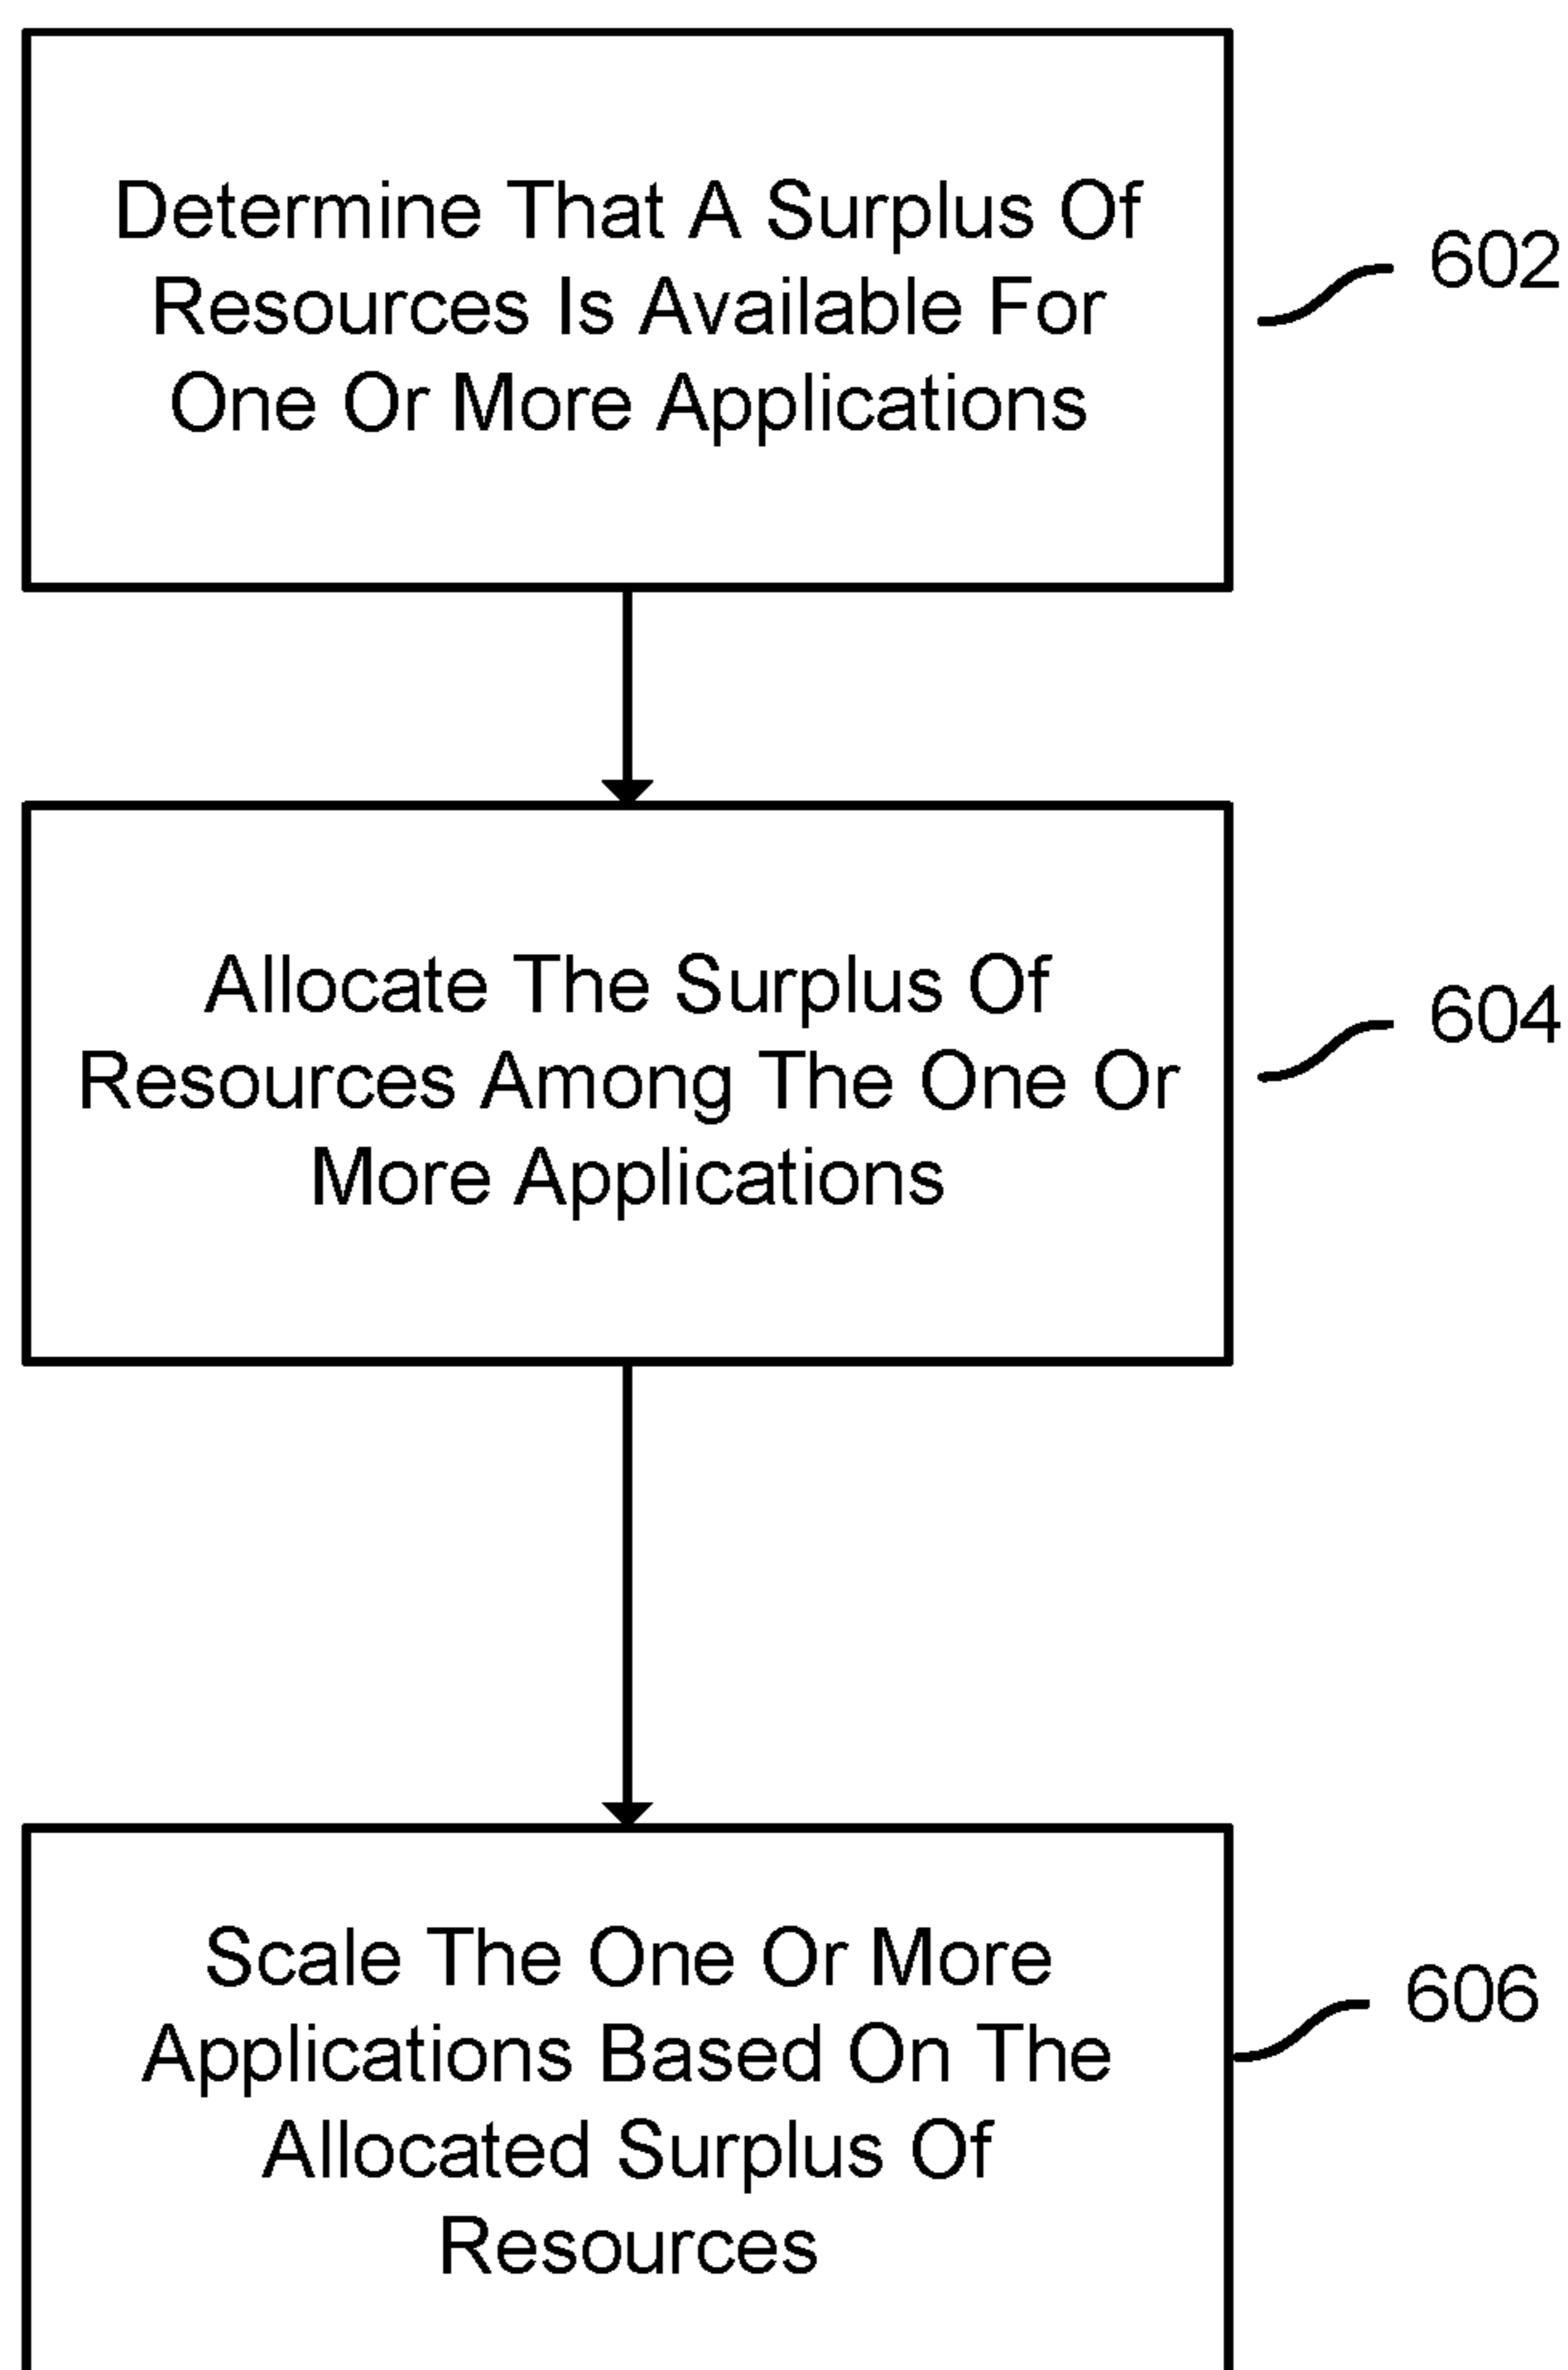 Determine That A Surplus Of
Resources Is Available For
One Or More Applications
602
Allocate The Surplus Of
Resources Among The One Or
More Applications
604
Scale The One Or More
Applications Based On The
Allocated Surplus Of
Resources
606